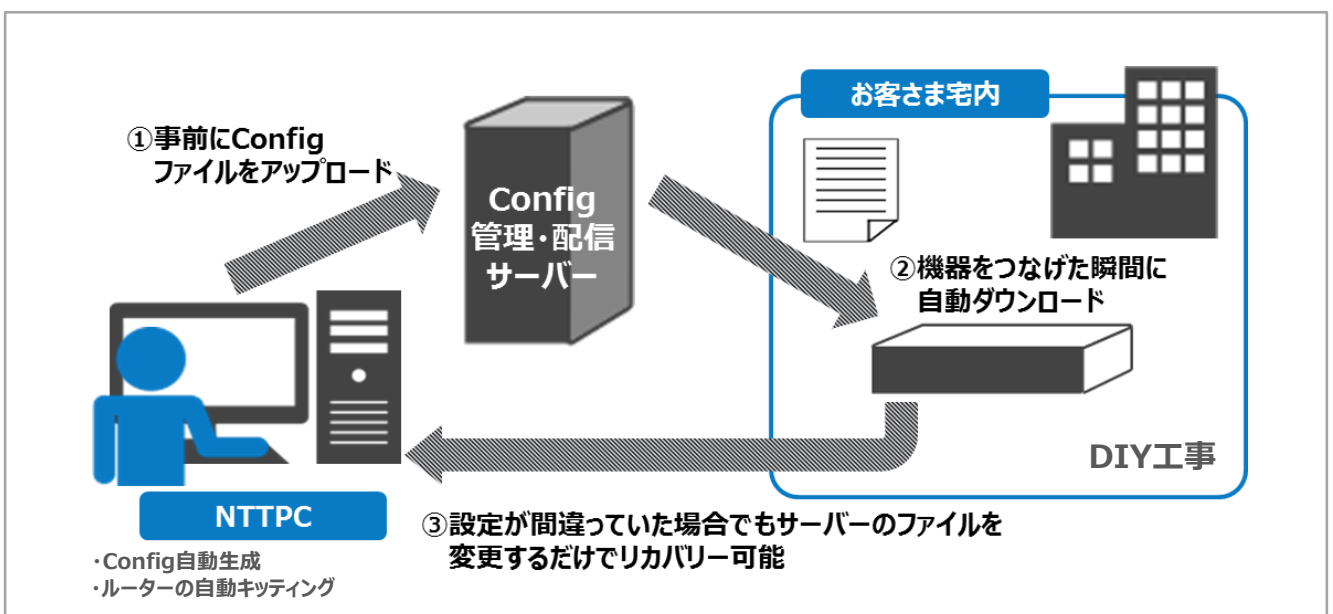 ①事前にConfig
ファイルをアップロード
Config
管理・配信
サーバー
お客さま宅内
②機器をつなげた瞬間に
自動ダウンロード
DIY工事
NTTPC
・Config自動生成
・ルーターの自動キッティング
③設定が間違っていた場合でもサーバーのファイルを
変更するだけでリカバリー可能